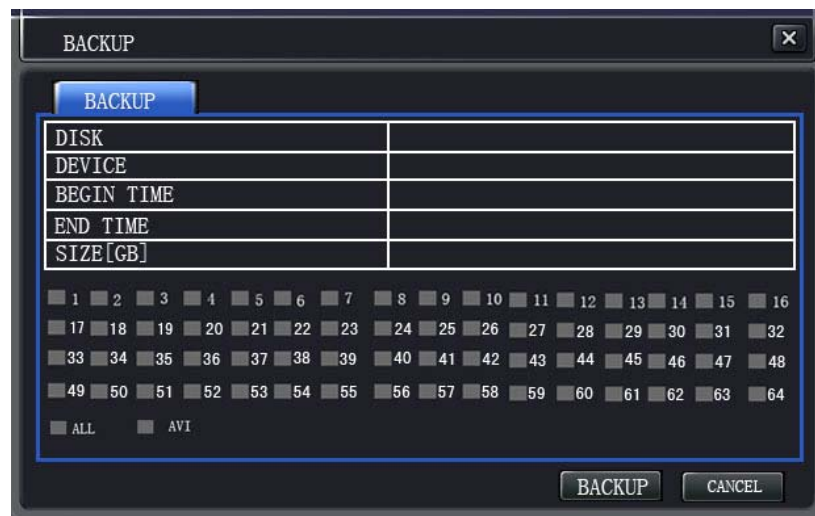 BACKUP
BACKUP
DISK
DEVICE
BEGIN TIME
END TIME
SIZE[GB]
1 2 3 4 5 6 7 8 9 10 11 12 13 14 15 16
17 18 19 20 21 22 23 24 25 26 27 28 29 30 31 32
33 34 35 36 37 38 39 40 41 42 43 44 45 46 47 48
49 50 51 52 53 54 55 56 57 58 59 60 61 62 63 64
ALL AVI
BACKUP CANCEL